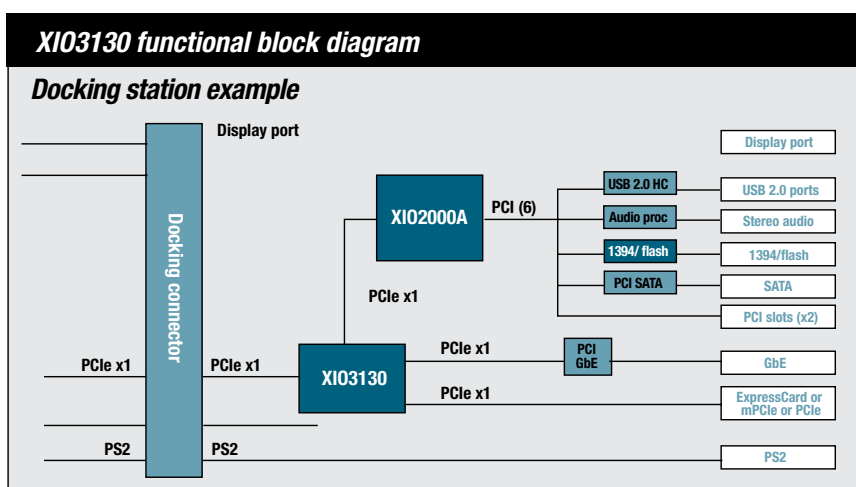 XIO3130 functional block diagram
Docking station example
Display port
Display port
USB 2.0 HC
USB 2.0 ports
XIO2000A
PCI (6)
Audio proc
Stereo audio
1394/ flash
1394/flash
PCI SATA
SATA
PCI slots (x2)
Docking connector
PCIe x1
PCIe x1
PCIe x1
XIO3130
PCIe x1
PCI
GbE
GbE
PCIe x1
ExpressCard or
mPCIe or PCIe
PS2
PS2
PS2